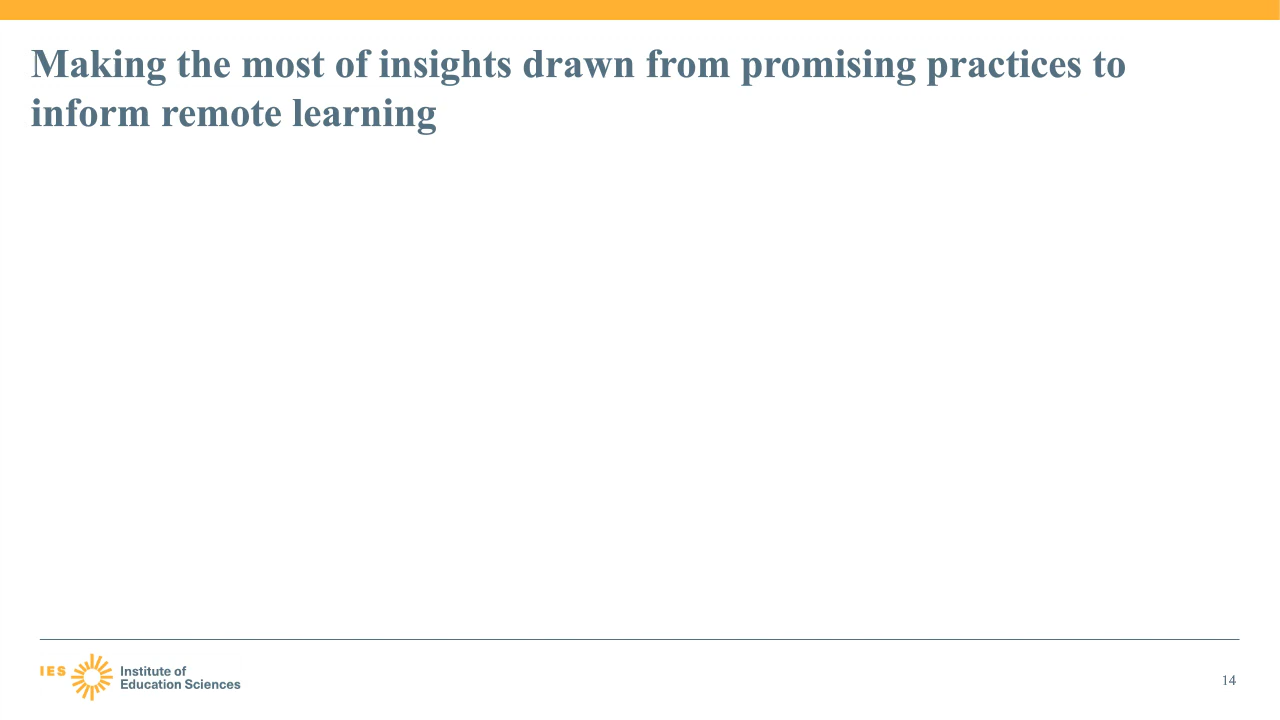 Making the most of insights drawn from promising practices to
inform remote learning
IES
Institute of
Education Sciences
14